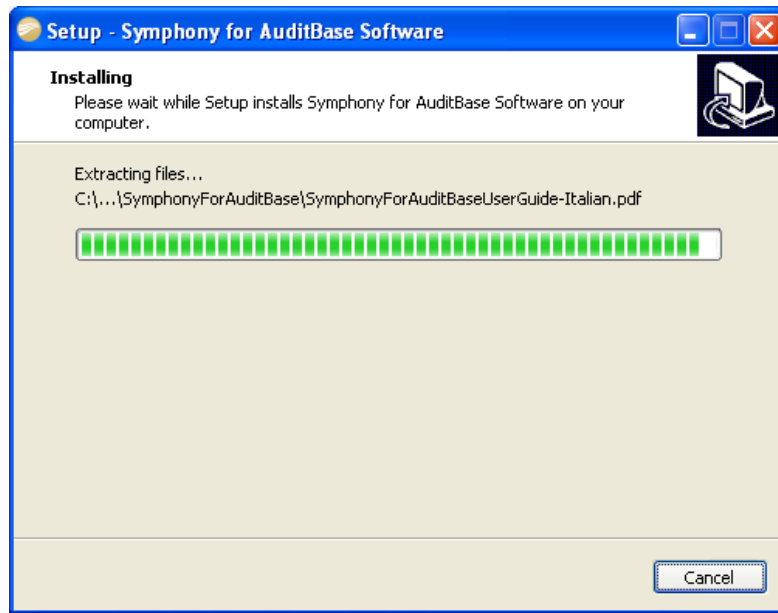 Setup - Symphony for AuditBase Software
Installing
Please wait while Setup installs Symphony for AuditBase Software on your
computer.
Extracting files...
C:\...\SymphonyForAuditBase\SymphonyForAuditBaseUserGuide-Italian.pdf
Cancel